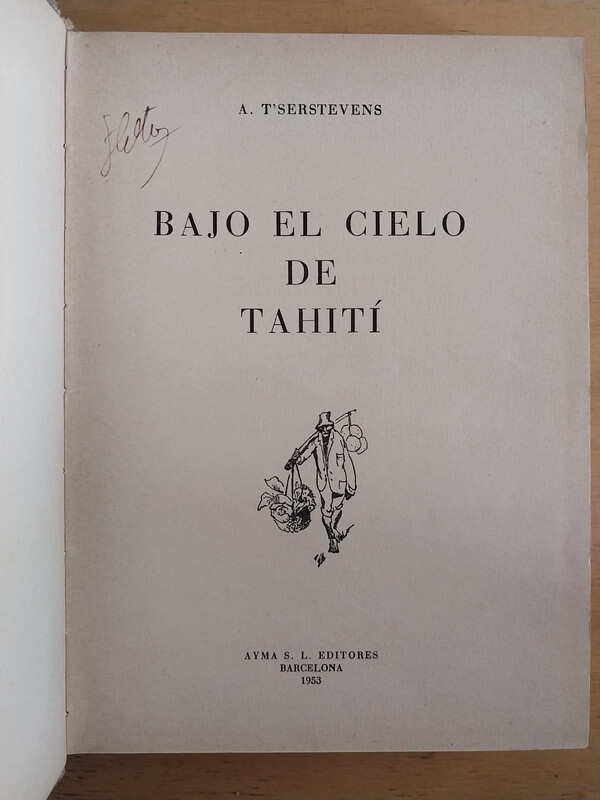 A. T'SERSTEVENS
BAJO EL CIELO
DE
TAHITÍ
AYMA S. L. EDITORES
BARCELONA
1953